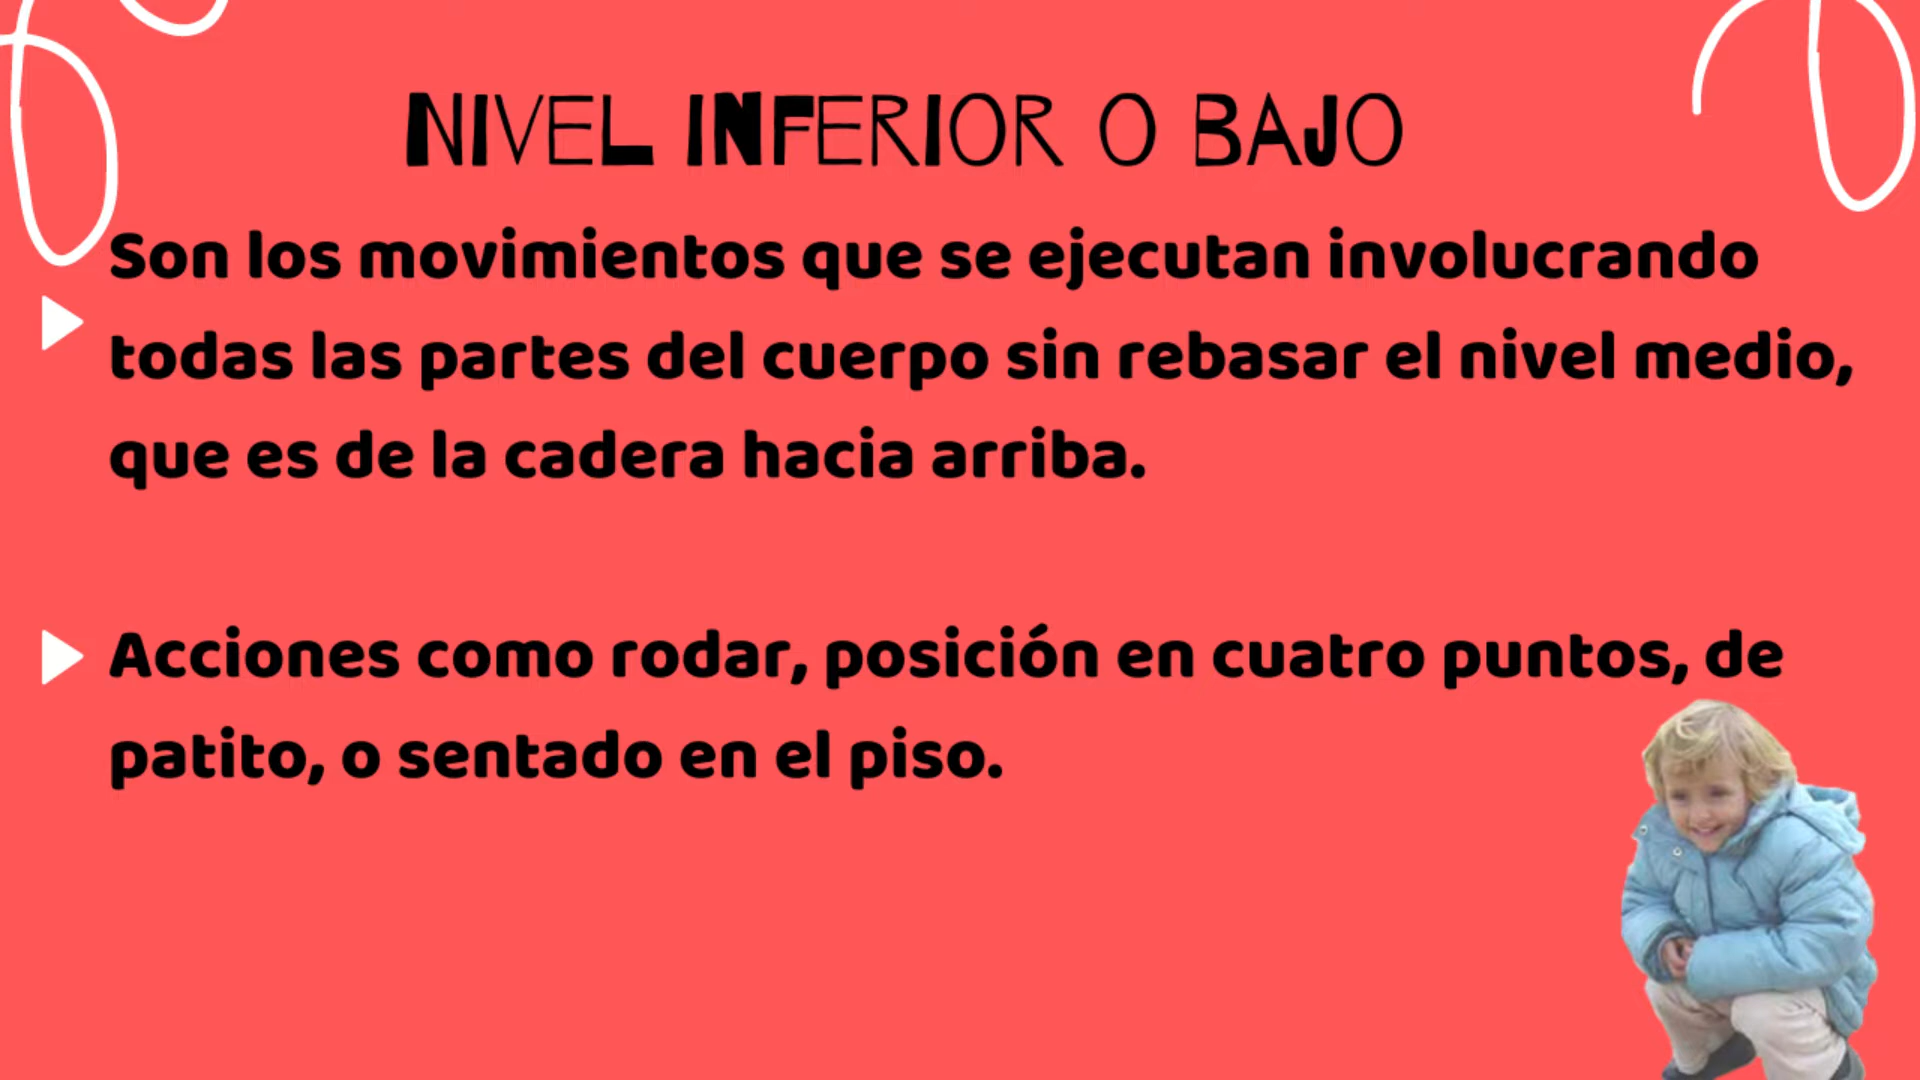 NIVEL INFERIOR O BAJO
Son los movimientos que se ejecutan involucrando
todas las partes del cuerpo sin rebasar el nivel medio,
que es de la cadera hacia arriba.
Acciones como rodar, posición en cuatro puntos, de
patito, o sentado en el piso.